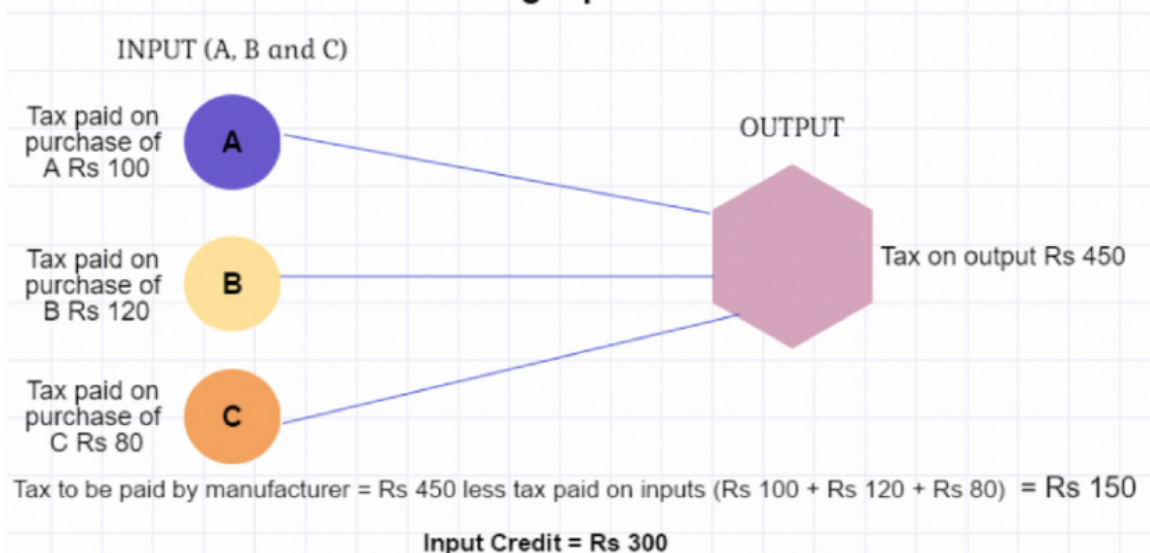 INPUT (A, B and C)
Tax paid on
purchase of
A Rs 100
A
OUTPUT
Tax paid on
purchase of
B Rs 120
B
Tax on output Rs 450
Tax paid on
purchase of
C Rs 80
C
Tax to be paid by manufacturer = Rs 450 less tax paid on inputs (Rs 100 + Rs 120 + Rs 80) = Rs 150
Input Credit = Rs 300